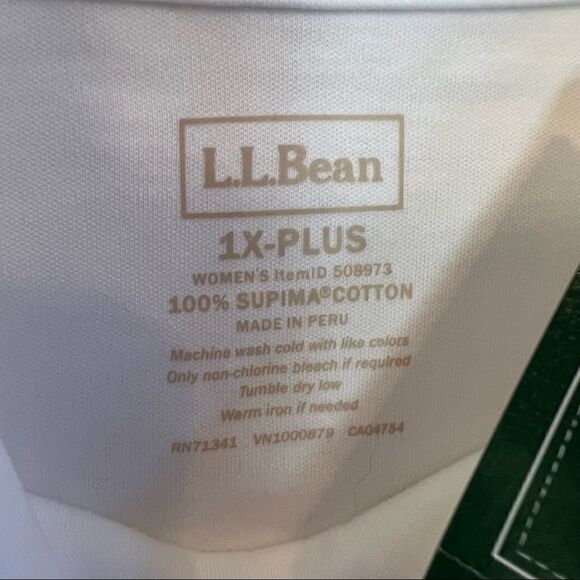 L.L.Bean
1X-PLUS
WOMEN'S ItemID 508973
100% SUPIMA® COTTON
MADE IN PERU
Machine wash cold with like colors
Only non-chlorine bleach if required
Tumble dry low
Warm iron if needed
RN71341 VN1000879 CA04754